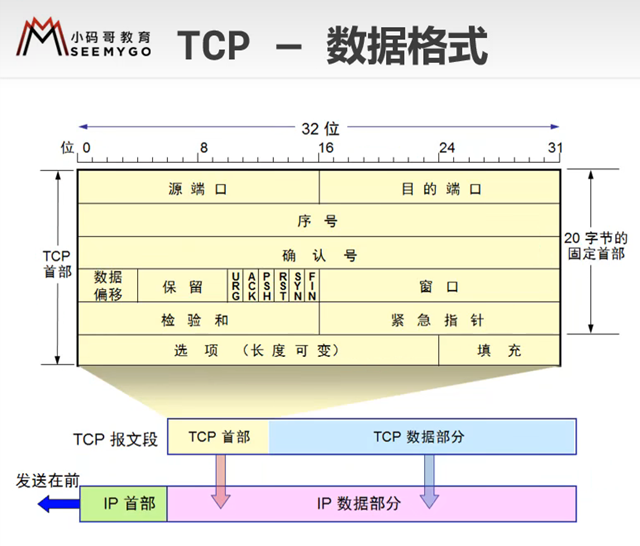 小码哥教育
SEEMYGO
TCP - 数据格式
32 位
位 0 8 16 24 31
源端口 目的端口
序号
确认号
数据偏移 保留 URG ACK PSH RST SYN FIN 窗口
检验和 紧急指针
选项 (长度可变) 填充
TCP 首部
20 字节的固定首部
TCP 报文段 TCP 首部 TCP 数据部分
发送在前
IP 首部 IP 数据部分